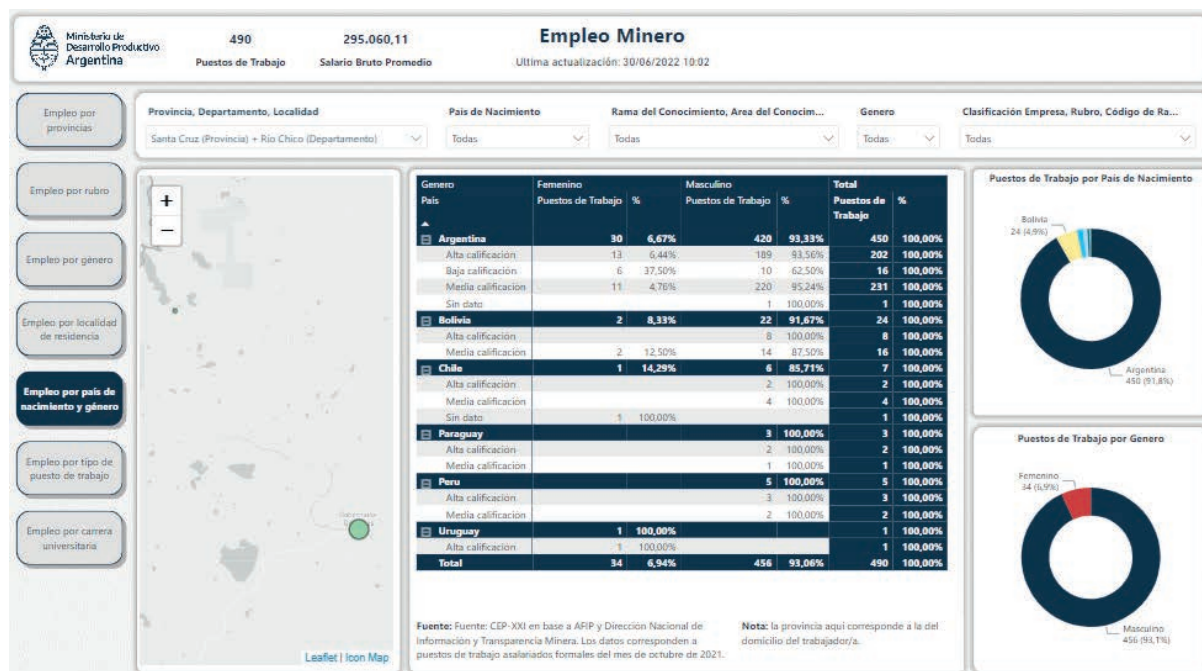 Ministerio de
Desarrollo Productivo
Argentina
490
Puestos de Trabajo
295.060,11
Salario Bruto Promedio
Empleo Minero
Ultima actualización: 30/06/2022 10:02
Empleo por
provincias
Empleo por rubro
Empleo por género
Empleo por localidad
de residencia
Empleo por país de
nacimiento y género
Empleo por tipo de
puesto de trabajo
Empleo por carrera
universitaria
Provincia, Departamento, Localidad
Santa Cruz (Provincia) + Río Chico (Departamento)
País de Nacimiento
Todas
Rama del Conocimiento, Area del Conocim...
Todas
Genero
Todas
Clasificación Empresa, Rubro, Código de Ra...
Todas
+
−
Leaflet | Icon Map
Genero Femenino Masculino Total
País Puestos de Trabajo % Puestos de Trabajo % Puestos de Trabajo %
Argentina 30 6,67% 420 93,33% 450 100,00%
Alta calificación 13 6,44% 189 93,56% 202 100,00%
Baja calificación 6 37,50% 10 62,50% 16 100,00%
Media calificación 11 4,76% 220 95,24% 231 100,00%
Sin dato 1 100,00% 1 100,00%
Bolivia 2 8,33% 22 91,67% 24 100,00%
Alta calificación 8 100,00% 8 100,00%
Media calificación 2 12,50% 14 87,50% 16 100,00%
Chile 1 14,29% 6 85,71% 7 100,00%
Alta calificación 2 100,00% 2 100,00%
Media calificación 4 100,00% 4 100,00%
Sin dato 1 100,00% 1 100,00%
Paraguay 3 100,00% 3 100,00%
Alta calificación 2 100,00% 2 100,00%
Media calificación 1 100,00% 1 100,00%
Peru 5 100,00% 5 100,00%
Alta calificación 3 100,00% 3 100,00%
Media calificación 2 100,00% 2 100,00%
Uruguay 1 100,00% 1 100,00%
Alta calificación 1 100,00% 1 100,00%
Total 34 6,94% 456 93,06% 490 100,00%
Fuente: Fuente: CEP-XXI en base a AFIP y Dirección Nacional de
Información y Transparencia Minera. Los datos corresponden a
puestos de trabajo asalariados formales del mes de octubre de 2021.
Nota: la provincia aquí corresponde a la del
domicilio del trabajador/a.
Puestos de Trabajo por País de Nacimiento
Bolivia
24 (4,9%)
Argentina
450 (91,8%)
Puestos de Trabajo por Genero
Femenino
34 (6,9%)
Masculino
456 (93,1%)